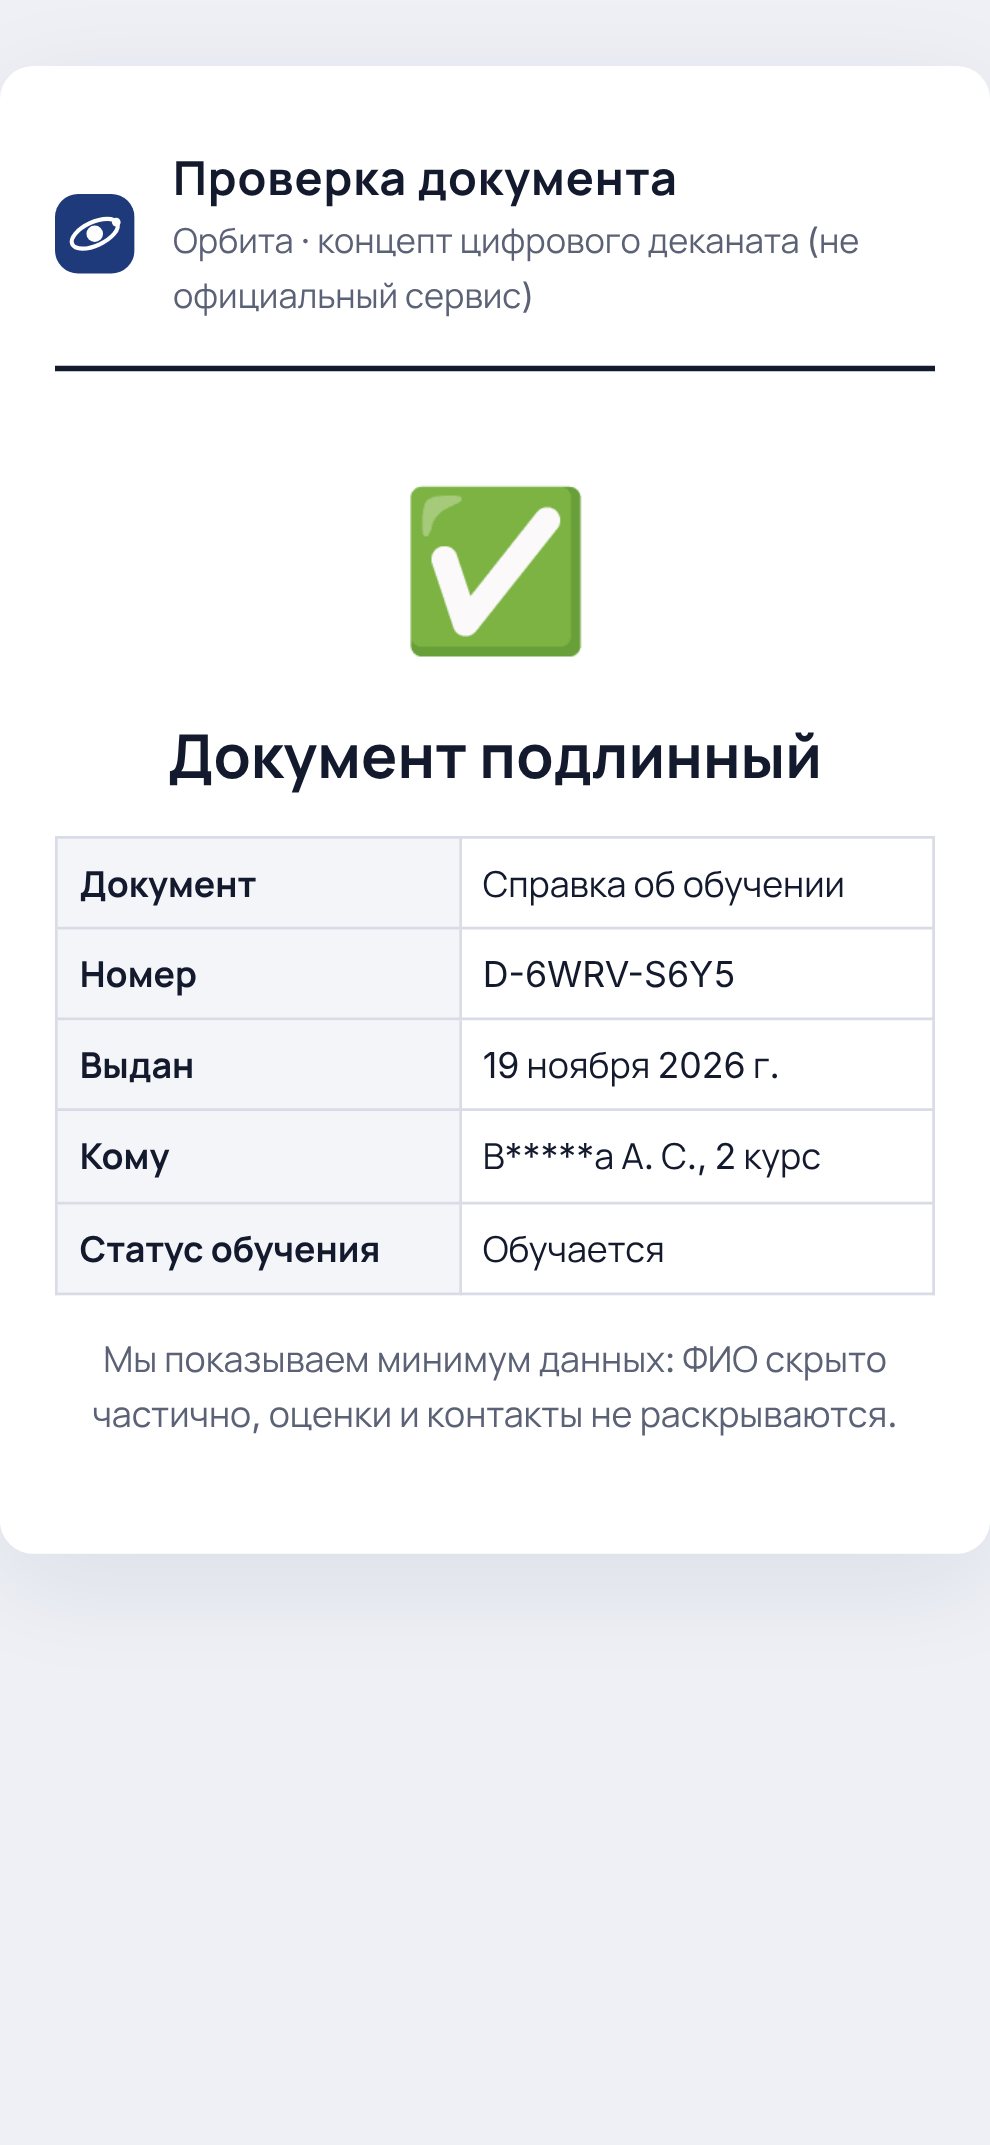 Проверка документа
Орбита · концепт цифрового деканата (не
официальный сервис)
Документ подлинный
Документ Справка об обучении
Номер D-6WRV-S6Y5
Выдан 19 ноября 2026 г.
Кому В*****а А. С., 2 курс
Статус обучения Обучается
Мы показываем минимум данных: ФИО скрыто
частично, оценки и контакты не раскрываются.